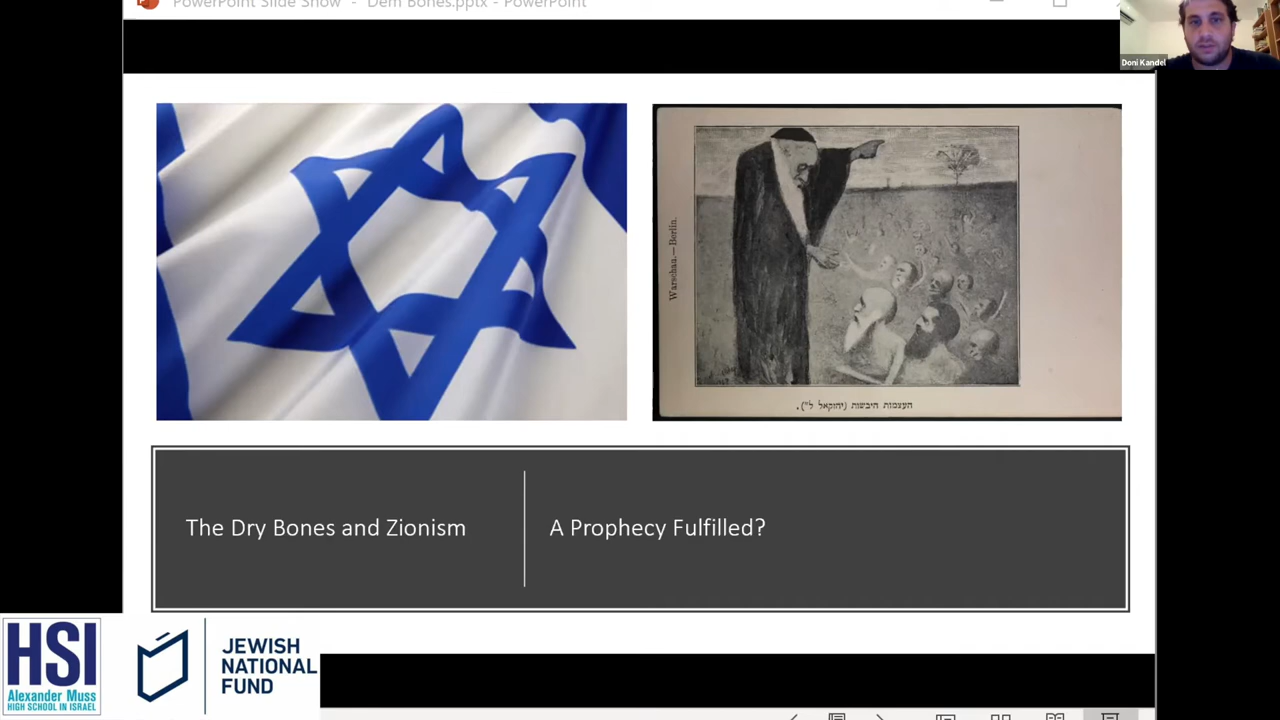 PowerPoint Slide Show - Dem Bones.pptx - PowerPoint
Doni Kandel
Warschau.—Berlin.
העצמות היבשות (יחזקאל ל"ז).
The Dry Bones and Zionism
A Prophecy Fulfilled?
HSI
Alexander Muss
HIGH SCHOOL IN ISRAEL
JEWISH
NATIONAL
FUND